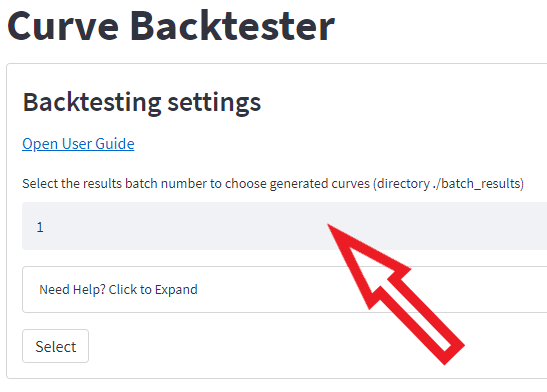 Curve Backtester
Backtesting settings
Open User Guide
Select the results batch number to choose generated curves (directory ./batch_results)
1
Need Help? Click to Expand
Select